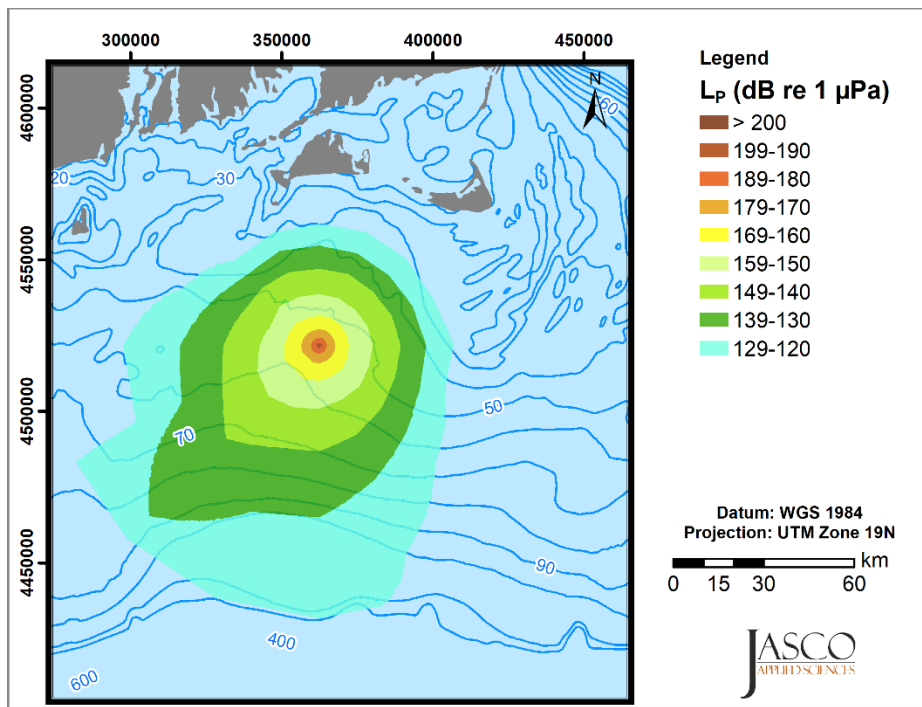 300000 350000 400000 450000
4600000
4550000
4500000
4450000
60
20
30
50
70
90
400
600
N
Legend
LP (dB re 1 µPa)
> 200
199-190
189-180
179-170
169-160
159-150
149-140
139-130
129-120
Datum: WGS 1984
Projection: UTM Zone 19N
km
0 15 30 60
JASCO
APPLIED SCIENCES